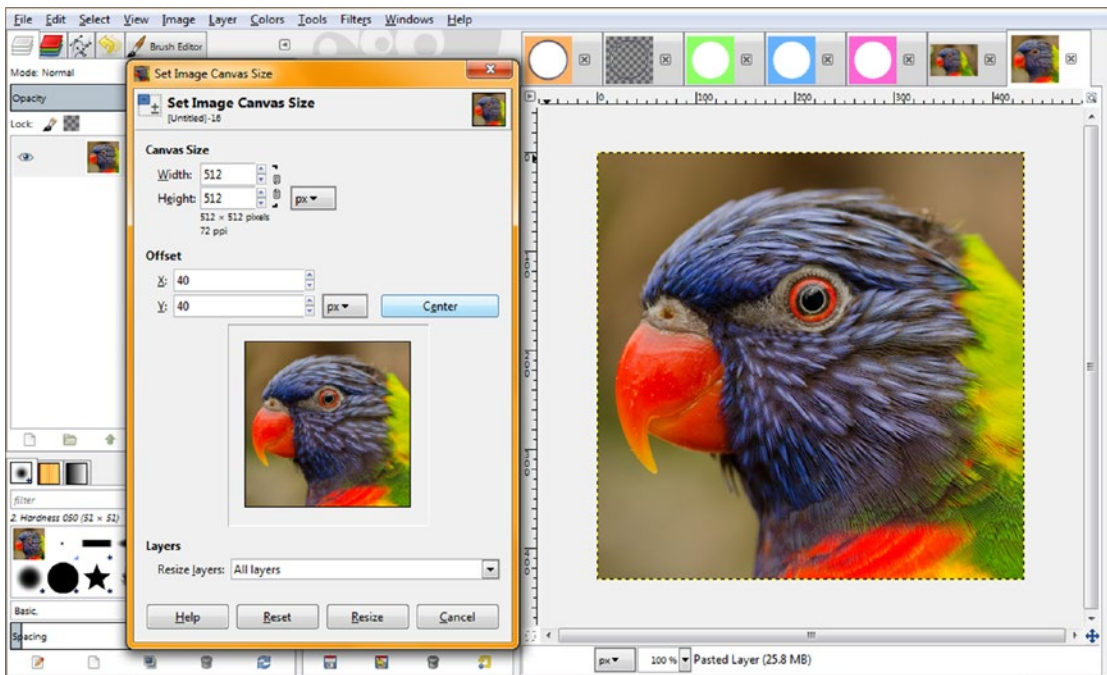 File Edit Select View Image Layer Colors Tools Filters Windows Help
Brush Editor
Mode: Normal
Opacity
Lock:
Set Image Canvas Size
Set Image Canvas Size
[Untitled]-16
Canvas Size
Width: 512
Height: 512 px
512 × 512 pixels
72 ppi
Offset
X: 40
Y: 40 px Center
Layers
Resize layers: All layers
Help Reset Resize Cancel
filter
2. Hardness 050 (51 × 51)
Basic.
Spacing
0 100 200 300 400
px 100 % Pasted Layer (25.8 MB)